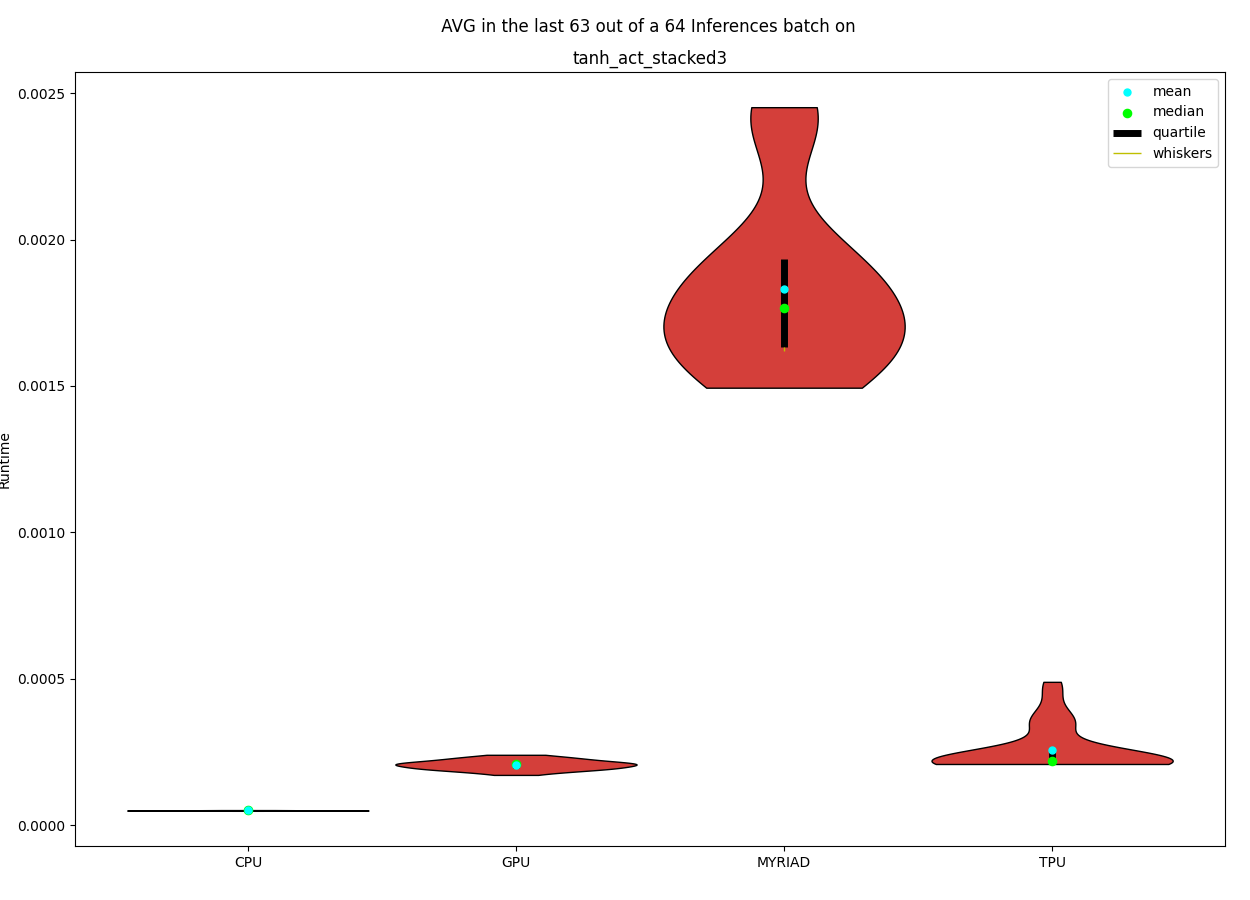 AVG in the last 63 out of a 64 Inferences batch on
tanh_act_stacked3
0.0025
0.0020
0.0015
0.0010
0.0005
0.0000
Runtime
CPU
GPU
MYRIAD
TPU
mean
median
quartile
whiskers